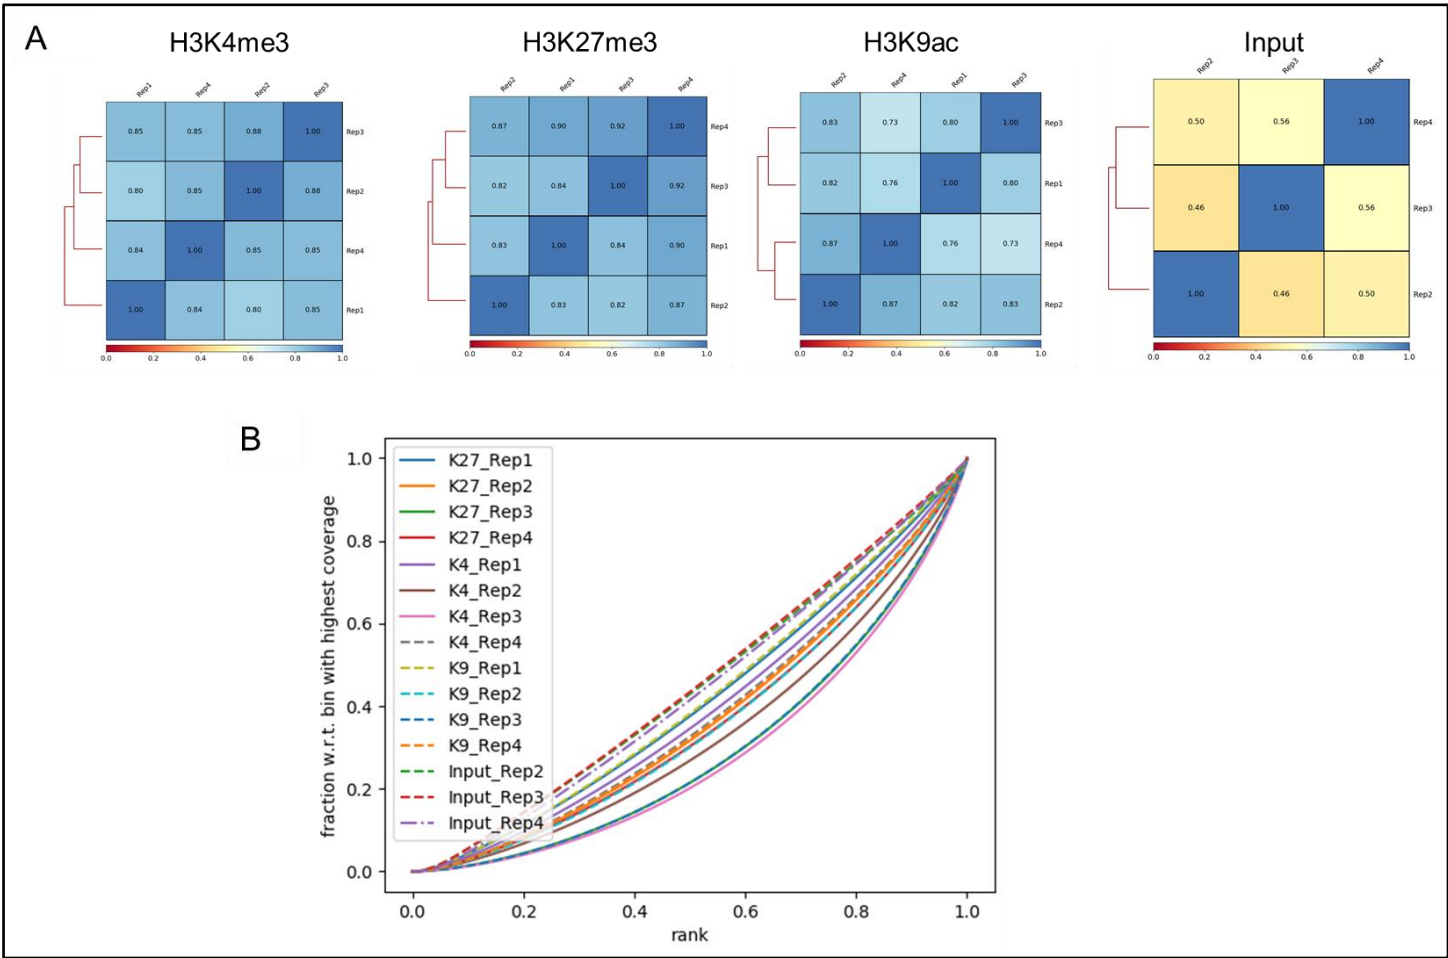 A
H3K4me3
H3K27me3
H3K9ac
Input
Rep1 Rep4 Rep2 Rep3
0.85 0.85 0.88 1.00 Rep3
0.80 0.85 1.00 0.88 Rep2
0.84 1.00 0.85 0.85 Rep4
1.00 0.84 0.80 0.85 Rep1
0.0 0.2 0.4 0.6 0.8 1.0
Rep2 Rep1 Rep3 Rep4
0.87 0.90 0.92 1.00 Rep4
0.82 0.84 1.00 0.92 Rep3
0.83 1.00 0.84 0.90 Rep1
1.00 0.83 0.82 0.87 Rep2
0.0 0.2 0.4 0.6 0.8 1.0
Rep2 Rep4 Rep1 Rep3
0.83 0.73 0.80 1.00 Rep3
0.82 0.76 1.00 0.80 Rep1
0.87 1.00 0.76 0.73 Rep4
1.00 0.87 0.82 0.83 Rep2
0.0 0.2 0.4 0.6 0.8 1.0
Rep2 Rep3 Rep4
0.50 0.56 1.00 Rep4
0.46 1.00 0.56 Rep3
1.00 0.46 0.50 Rep2
0.0 0.2 0.4 0.6 0.8 1.0
B
fraction w.r.t. bin with highest coverage
1.0
0.8
0.6
0.4
0.2
0.0
K27_Rep1
K27_Rep2
K27_Rep3
K27_Rep4
K4_Rep1
K4_Rep2
K4_Rep3
K4_Rep4
K9_Rep1
K9_Rep2
K9_Rep3
K9_Rep4
Input_Rep2
Input_Rep3
Input_Rep4
0.0 0.2 0.4 0.6 0.8 1.0
rank